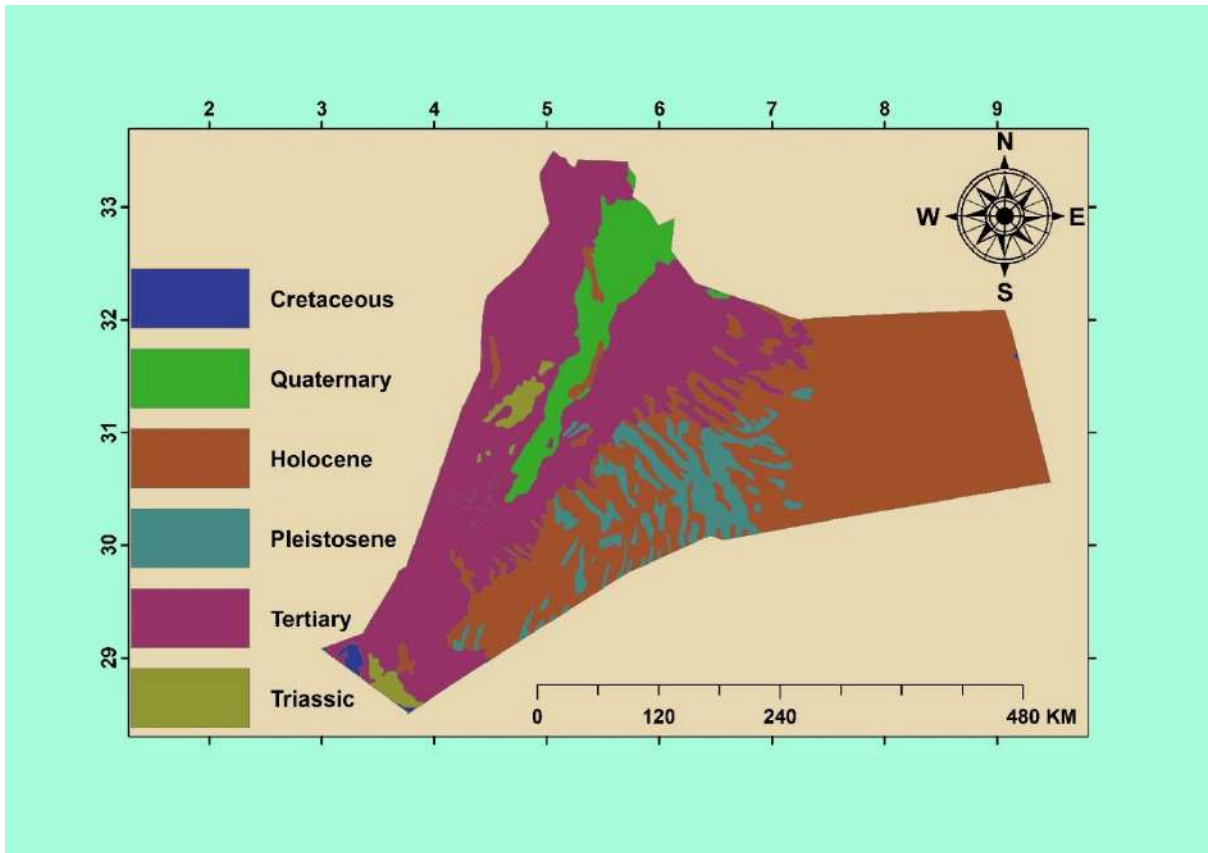 2 3 4 5 6 7 8 9
N
W E
S
33
32
31
30
29
Cretaceous
Quaternary
Holocene
Pleistosene
Tertiary
Triassic
0 120 240 480 KM